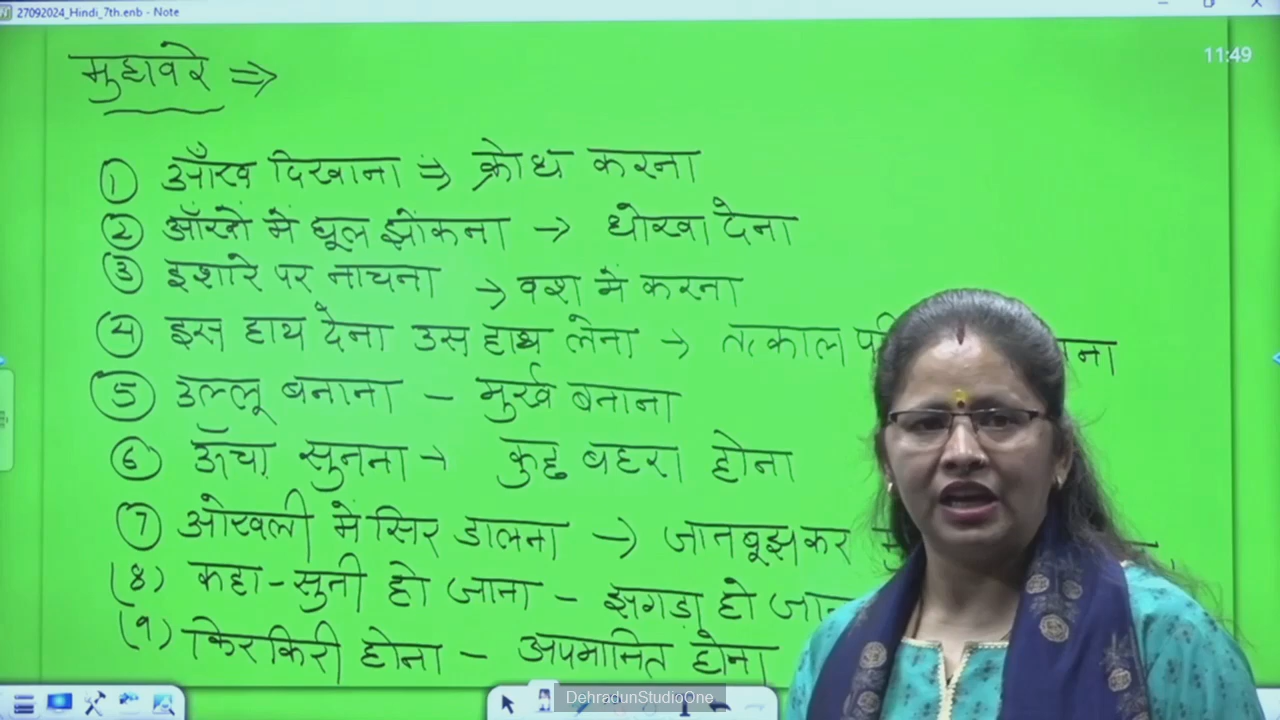 27092024_Hindi_7th.enb - Note
11:49
मुहावरे ⇒
① आँख दिखाना ⇒ क्रोध करना
② आँखों में धूल झोंकना → धोखा देना
③ इशारे पर नाचना → वश में करना
④ इस हाथ देना उस हाथ लेना → तत्काल
⑤ उल्लू बनाना - मुर्ख बनाना
⑥ ऊँचा सुनना → कुछ बहरा होना
⑦ ओखली में सिर डालना → जानबूझकर
(8) कहा-सुनी हो जाना - झगड़ा हो
(9) किरकिरी होना - अपमानित होना
DehradunStudioOne